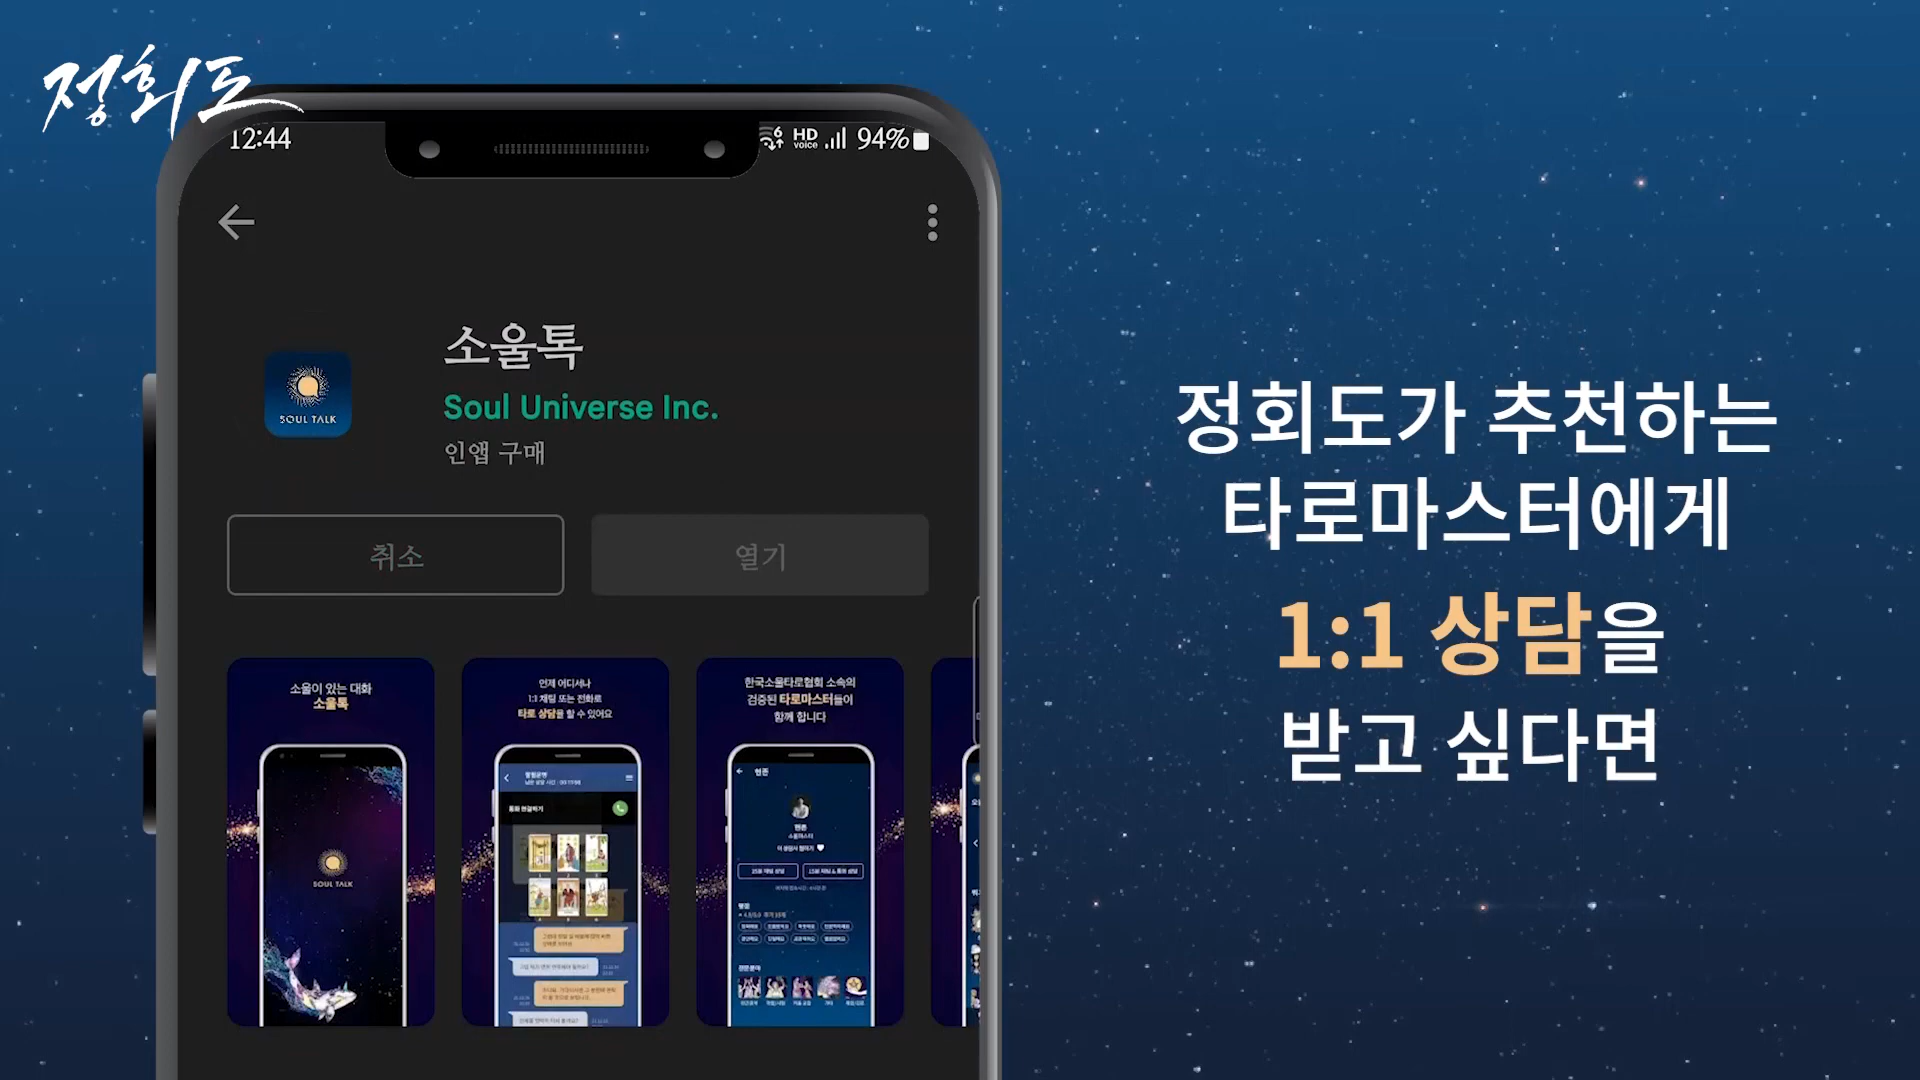 정회도
12:44
6
HD
voice
94%
소울톡
SOUL TALK
Soul Universe Inc.
인앱 구매
취소
열기
정회도가 추천하는
타로마스터에게
1:1 상담을
받고 싶다면
소울이 있는 대화
소울톡
SOUL TALK
언제 어디서나
1:1 채팅 또는 전화로
타로 상담을 할 수 있어요
한국소울타로협회 소속의
검증된 타로마스터들이
함께 합니다